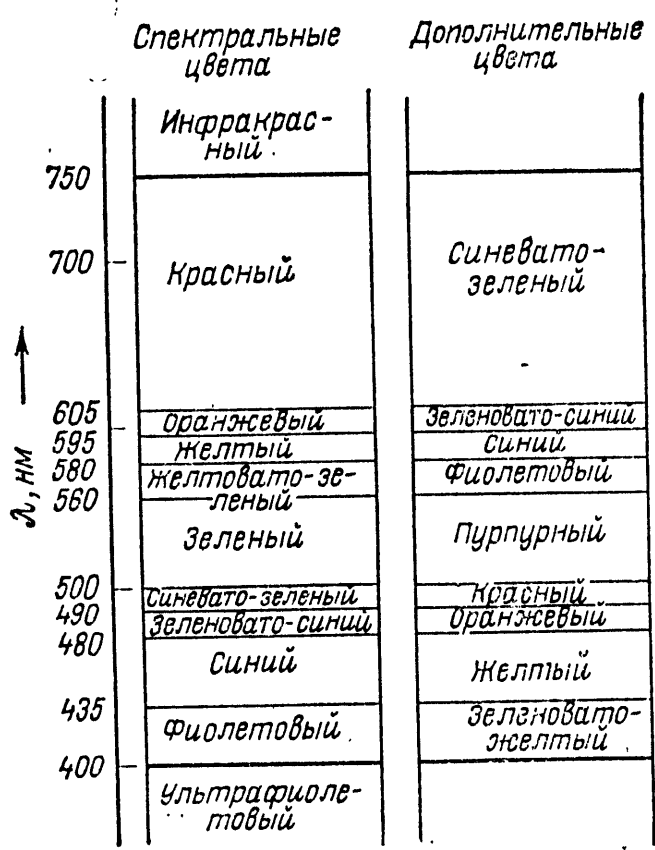 Спектральные
цвета
Дополнительные
цвета
Инфракрас-
ный
750
700
Красный
Синевато-
зеленый
λ, нм
605
Оранжевый
Зеленовато-синий
595
Желтый
Синий
580
Желтовато-зе-
леный
Фиолетовый
560
Зеленый
Пурпурный
500
Синевато-зеленый
Красный
490
Зеленовато-синий
Оранжевый
480
Синий
Желтый
435
Фиолетовый
Зеленовато-
желтый
400
Ультрафиоле-
товый